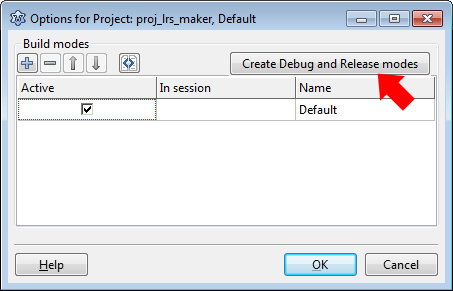 Options for Project: proj_lrs_maker, Default
Build modes
Create Debug and Release modes
Active In session Name
Default
Help OK Cancel